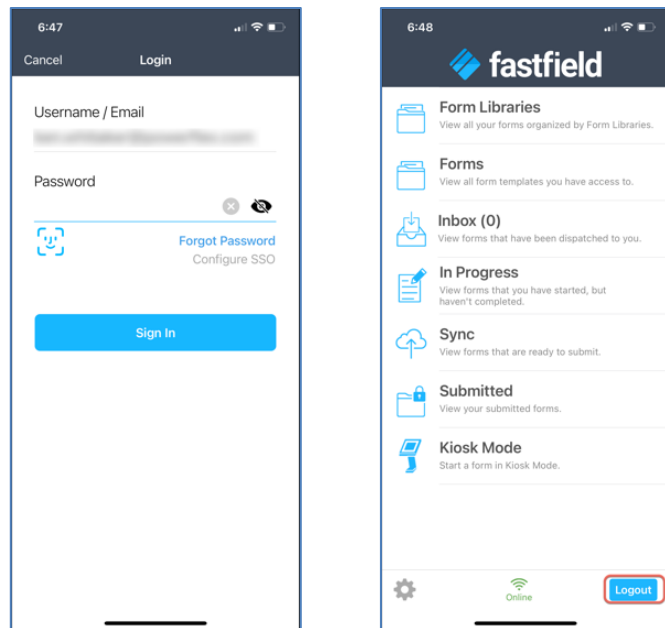 6:47
Cancel
Login
Username / Email
Password
Forgot Password
Configure SSO
Sign In
6:48
fastfield
Form Libraries
View all your forms organized by Form Libraries.
Forms
View all form templates you have access to.
Inbox (0)
View forms that have been dispatched to you.
In Progress
View forms that you have started, but
haven't completed.
Sync
View forms that are ready to submit.
Submitted
View your submitted forms.
Kiosk Mode
Start a form in Kiosk Mode.
Online
Logout